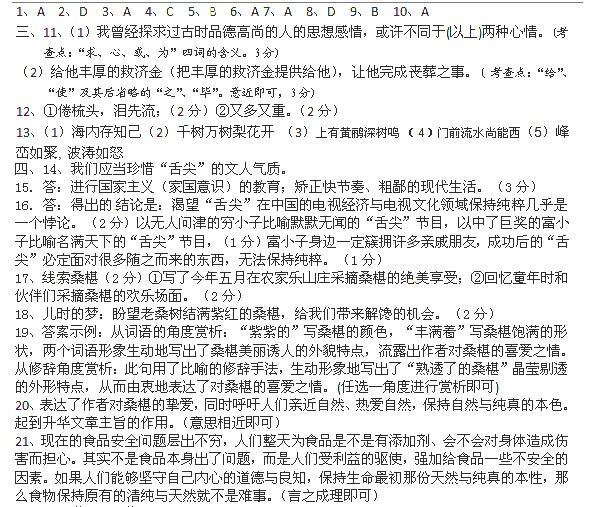 1、A 2、D 3、A 4、C 5、B 6、A 7、A 8、D 9、B 10、A
三、11、(1)我曾经探求过古时品德高尚的人的思想感情，或许不同于(以上)两种心情。(考
查点：“求、心、或、为”四词的含义。3分)
(2)给他丰厚的救济金（把丰厚的救济金提供给他），让他完成丧葬之事。（考查点：“给”、
“使”及其后省略的“之”、“毕”。意近即可，3分）
12、①倦梳头，泪先流；（2分）②又多又重。（2分）
13、（1）海内存知己（2）千树万树梨花开 （3）上有黄鹂深树鸣 （4）门前流水尚能西（5）峰
峦如聚，波涛如怒
四、14、我们应当珍惜“舌尖”的文人气质。
15．答：进行国家主义（家国意识）的教育；矫正快节奏、粗鄙的现代生活。（3分）
16、答：得出的结论是：渴望“舌尖”在中国的电视经济与电视文化领域保持纯粹几乎是
一个悖论。（2分）以无人问津的穷小子比喻默默无闻的“舌尖”节目，以中了巨奖的富小
子比喻名满天下的“舌尖”节目，（1分）富小子身边一定簇拥许多亲戚朋友，成功后的“舌
尖”必定面对很多随之而来的东西，无法保持纯粹。（1分）
17、线索桑椹（2分）①写了今年五月在农家乐山庄采摘桑椹的绝美享受；②回忆童年时和
伙伴们采摘桑椹的欢乐场面。（2分）
18、儿时的梦：盼望老桑树结满紫红的桑椹，给我们带来解馋的机会。（2分）
19、答案示例：从词语的角度赏析：“紫紫的”写桑椹的颜色，“丰满着”写桑椹饱满的形
状，两个词语形象生动地写出了桑椹美丽诱人的外貌特点，流露出作者对桑椹的喜爱之情。
从修辞角度赏析：此句用了比喻的修辞手法，生动形象地写出了“熟透了的桑椹”晶莹剔透
的外形特点，从而由衷地表达了对桑椹的喜爱之情。(任选一角度进行赏析即可)
20、表达了作者对桑椹的挚爱，同时呼吁人们亲近自然、热爱自然，保持自然与纯真的本色。
起到升华文章主旨的作用。（意思相近即可）
21、现在的食品安全问题层出不穷，人们整天为食品是不是有添加剂、会不会对身体造成伤
害而担心。其实不是食品本身出了问题，而是人们受利益的驱使，强加给食品一些不安全的
因素。如果人们能够坚守自己内心的道德与良知，保持生命最初那份天然与纯真的本性，那
么食物保持原有的清纯与天然就不是难事。（言之成理即可）